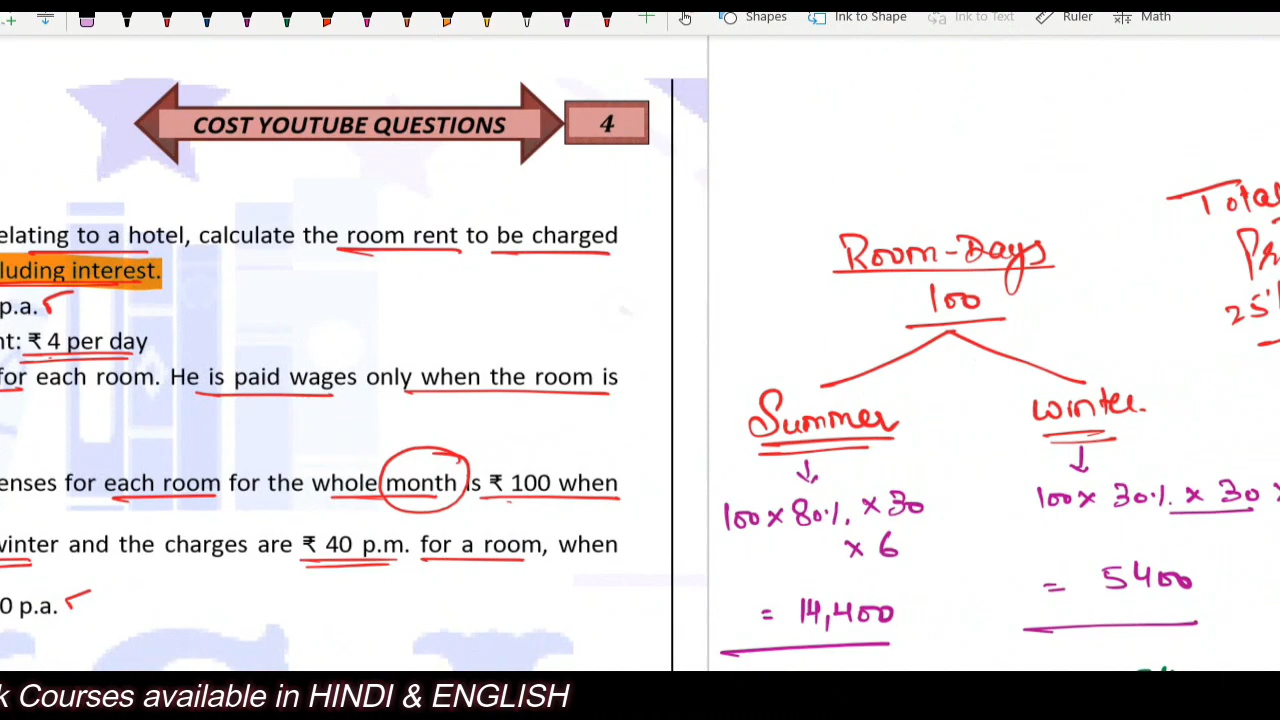 Shapes Ink to Shape Ink to Text Ruler Math
COST YOUTUBE QUESTIONS 4
elating to a hotel, calculate the room rent to be charged
luding interest.
p.a.
nt: ₹ 4 per day
for each room. He is paid wages only when the room is
enses for each room for the whole month is ₹ 100 when
winter and the charges are ₹ 40 p.m. for a room, when
0 p.a.
Room-Days
100
Summer
100 x 80%. x 30
x 6
= 14,400
winter.
100 x 30%. x 30 x
= 5400
Total
Pr
25%
k Courses available in HINDI & ENGLISH